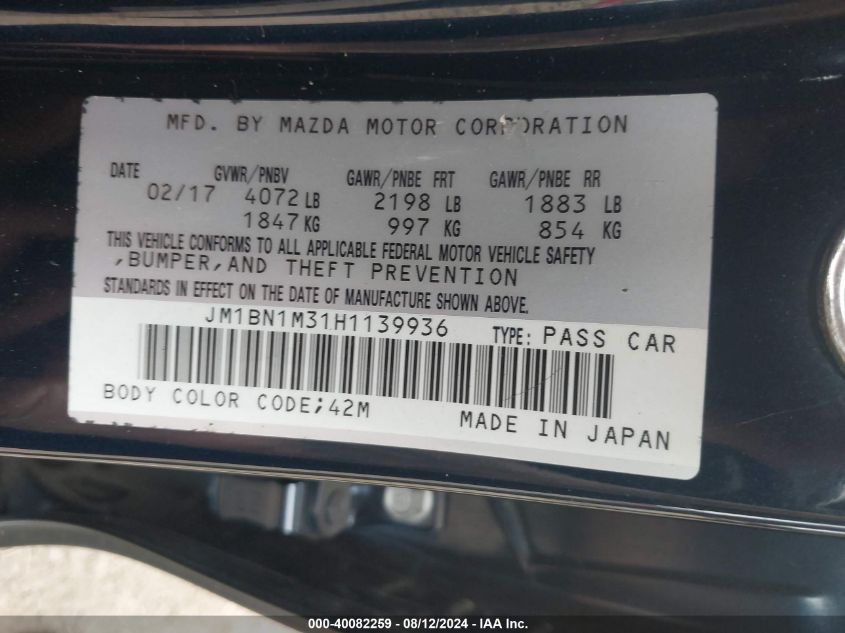 MFD. BY MAZDA MOTOR CORPORATION
DATE GVWR/PNBV GAWR/PNBE FRT GAWR/PNBE RR
02/17 4072 LB 2198 LB 1883 LB
1847 KG 997 KG 854 KG
THIS VEHICLE CONFORMS TO ALL APPLICABLE FEDERAL MOTOR VEHICLE SAFETY
,BUMPER,AND THEFT PREVENTION
STANDARDS IN EFFECT ON THE DATE OF MANUFACTURE SHOWN ABOVE.
JM1BN1M31H1139936 TYPE: PASS CAR
BODY COLOR CODE;42M
MADE IN JAPAN
000-40082259 - 08/12/2024 - IAA Inc.